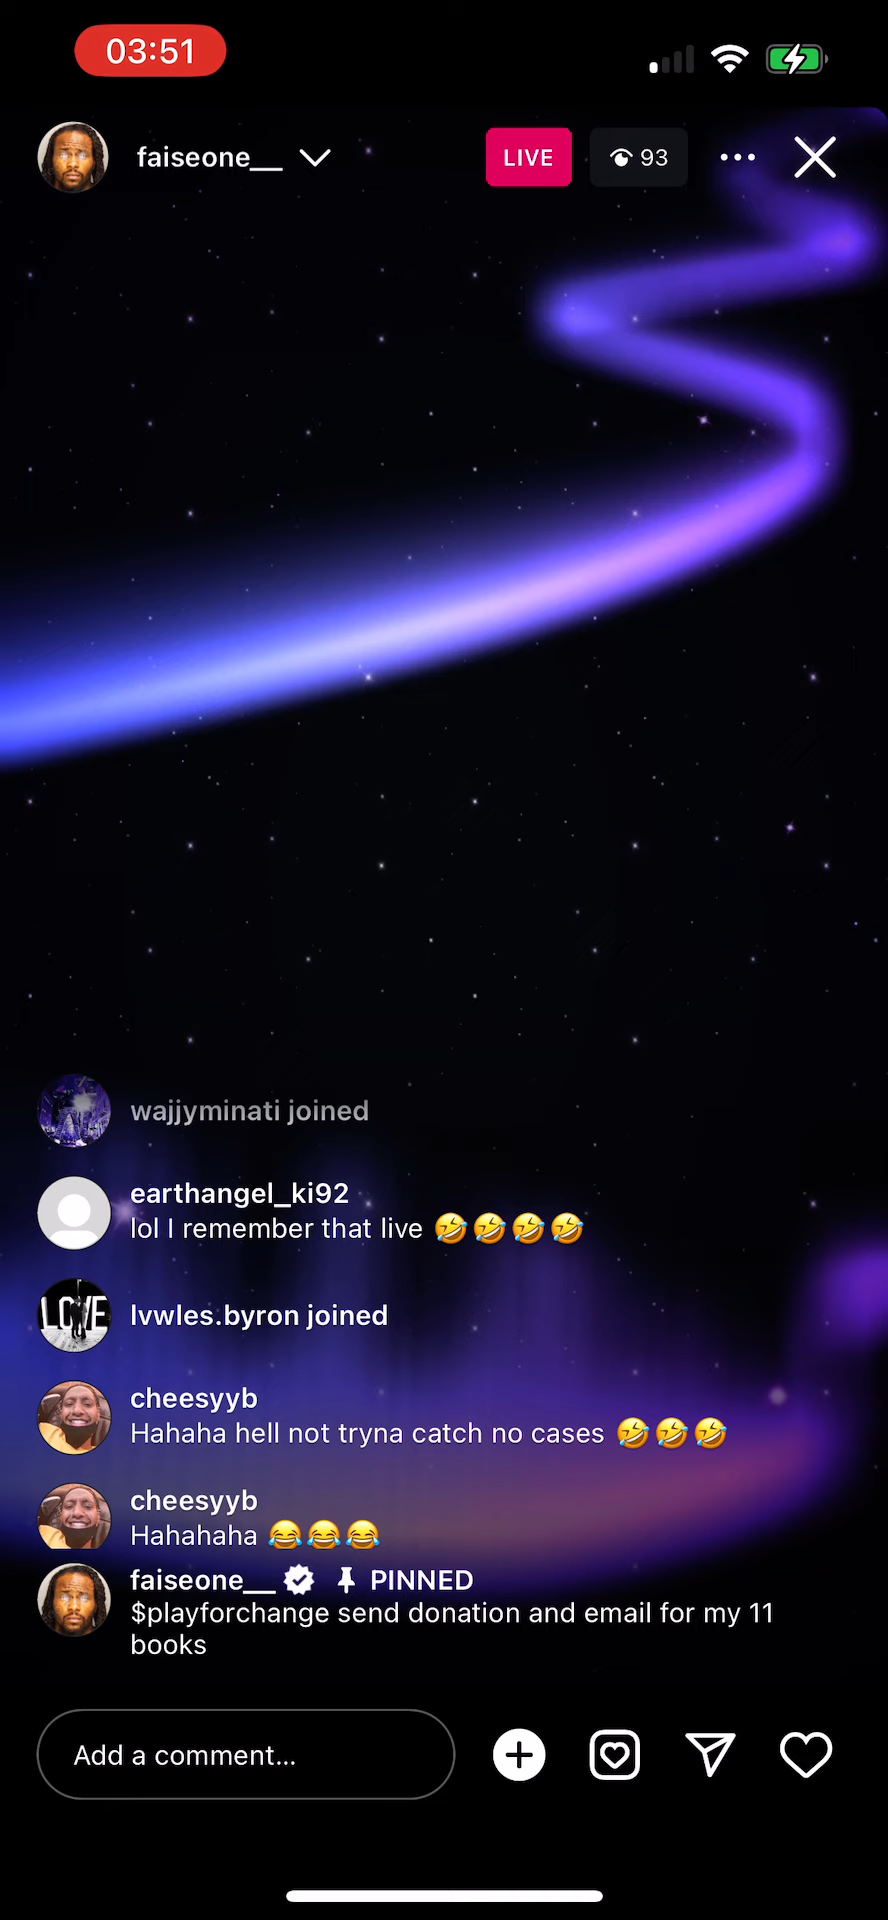 03:51
faiseone__
LIVE
93
wajjyminati joined
earthangel_ki92
lol I remember that live 🤣🤣🤣🤣
LOVE
lvwles.byron joined
cheesyyb
Hahaha hell not tryna catch no cases 🤣🤣🤣
cheesyyb
Hahahaha 😂😂😂
faiseone__ PINNED
$playforchange send donation and email for my 11
books
Add a comment...